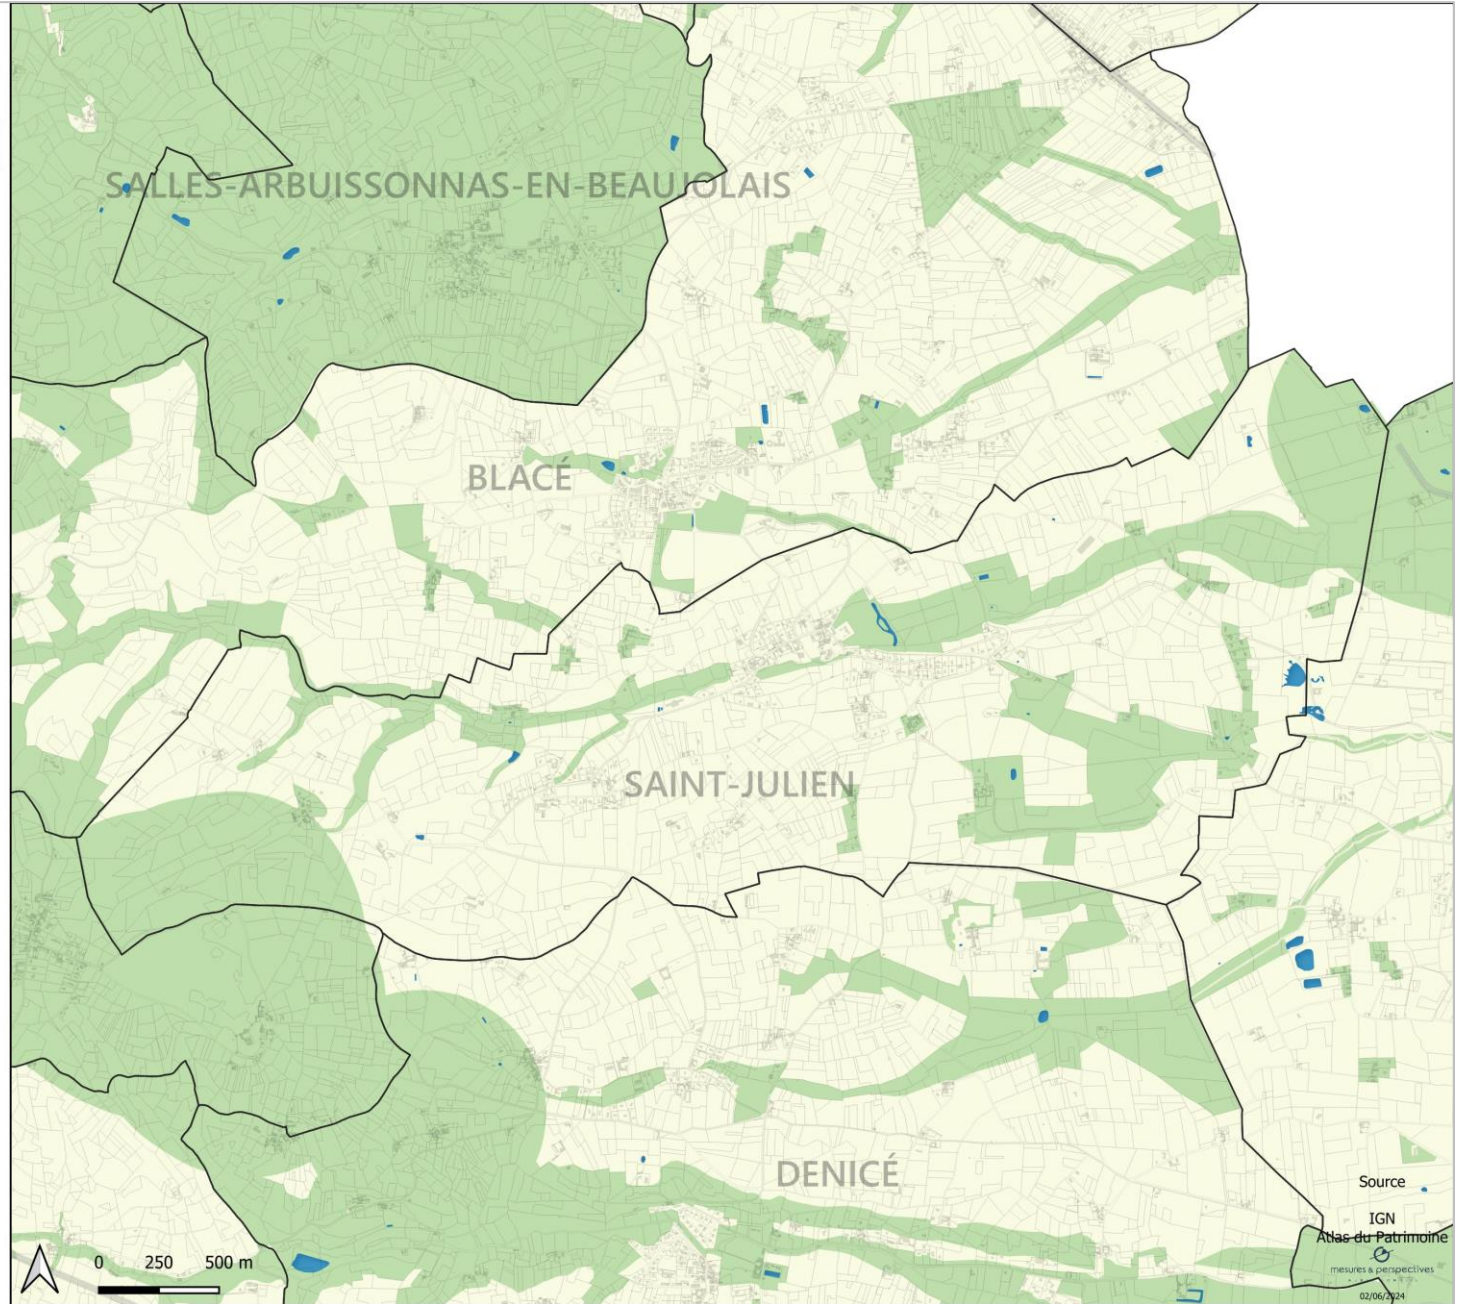 SALLES-ARBUISSONNAS-EN-BEAUJOLAIS
BLACÉ
SAINT-JULIEN
DENICÉ
Source
IGN
Atlas du Patrimoine
mesures & perspectives
02/06/2024
0 250 500 m